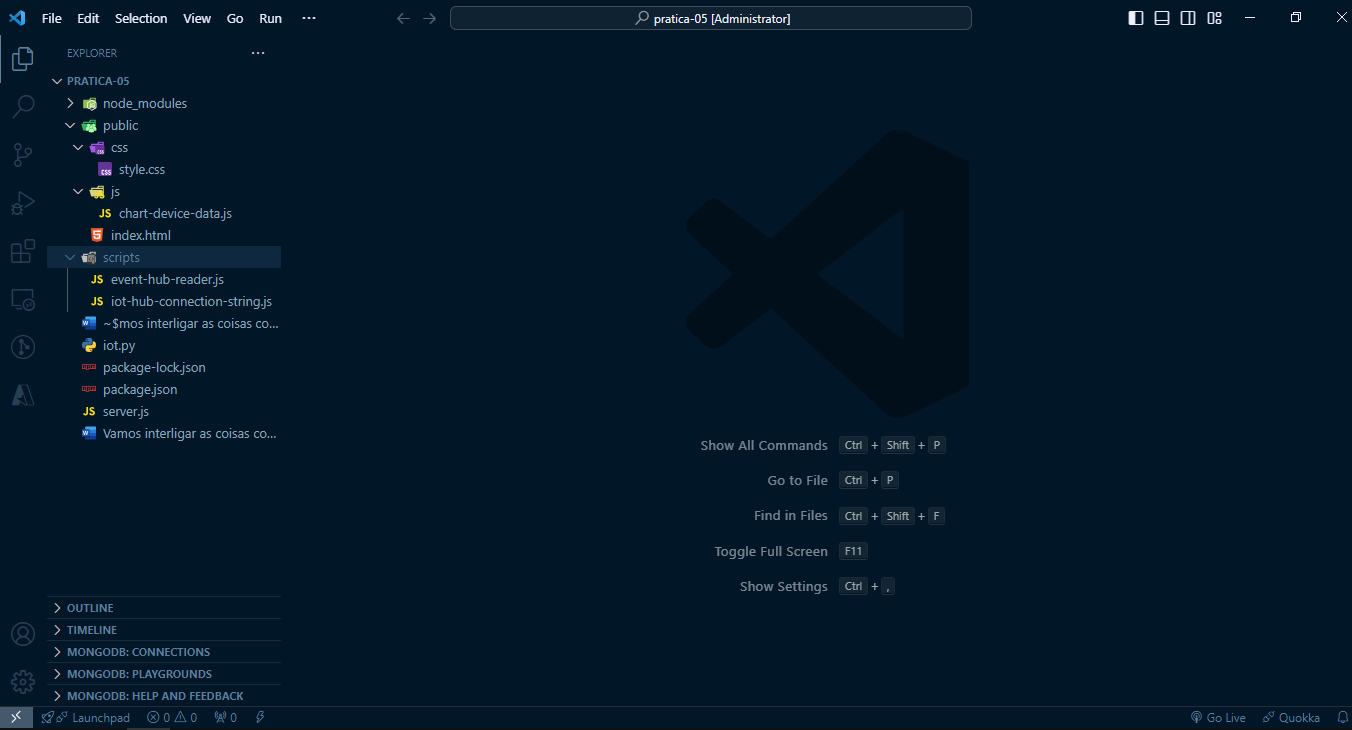 File Edit Selection View Go Run ···
pratica-05 [Administrator]
EXPLORER ···
PRATICA-05
node_modules
public
css
style.css
js
JS chart-device-data.js
index.html
scripts
JS event-hub-reader.js
JS iot-hub-connection-string.js
~$mos interligar as coisas co...
iot.py
package-lock.json
package.json
JS server.js
Vamos interligar as coisas co...
Show All Commands Ctrl + Shift + P
Go to File Ctrl + P
Find in Files Ctrl + Shift + F
Toggle Full Screen F11
Show Settings Ctrl + ,
OUTLINE
TIMELINE
MONGODB: CONNECTIONS
MONGODB: PLAYGROUNDS
MONGODB: HELP AND FEEDBACK
Launchpad 0 0 0 Go Live Quokka